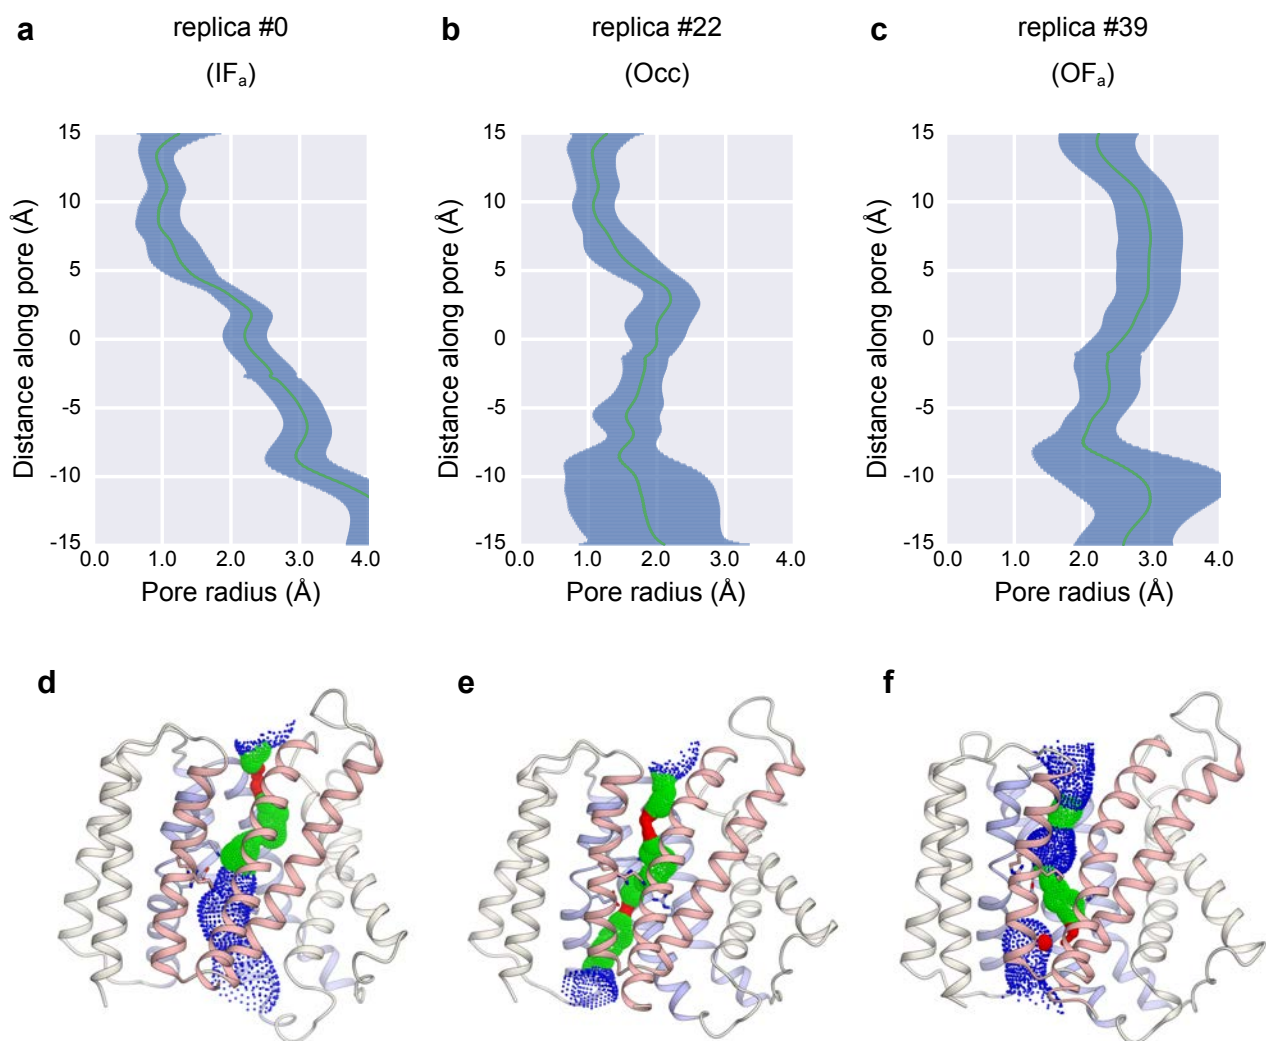 a replica #0 b replica #22 c replica #39
(IFₐ) (Occ) (OFₐ)
15 15 15
10 10 10
5 5 5
0 0 0
-5 -5 -5
-10 -10 -10
-15 -15 -15
Distance along pore (Å) Distance along pore (Å) Distance along pore (Å)
0.0 1.0 2.0 3.0 4.0 0.0 1.0 2.0 3.0 4.0 0.0 1.0 2.0 3.0 4.0
Pore radius (Å) Pore radius (Å) Pore radius (Å)
d e f